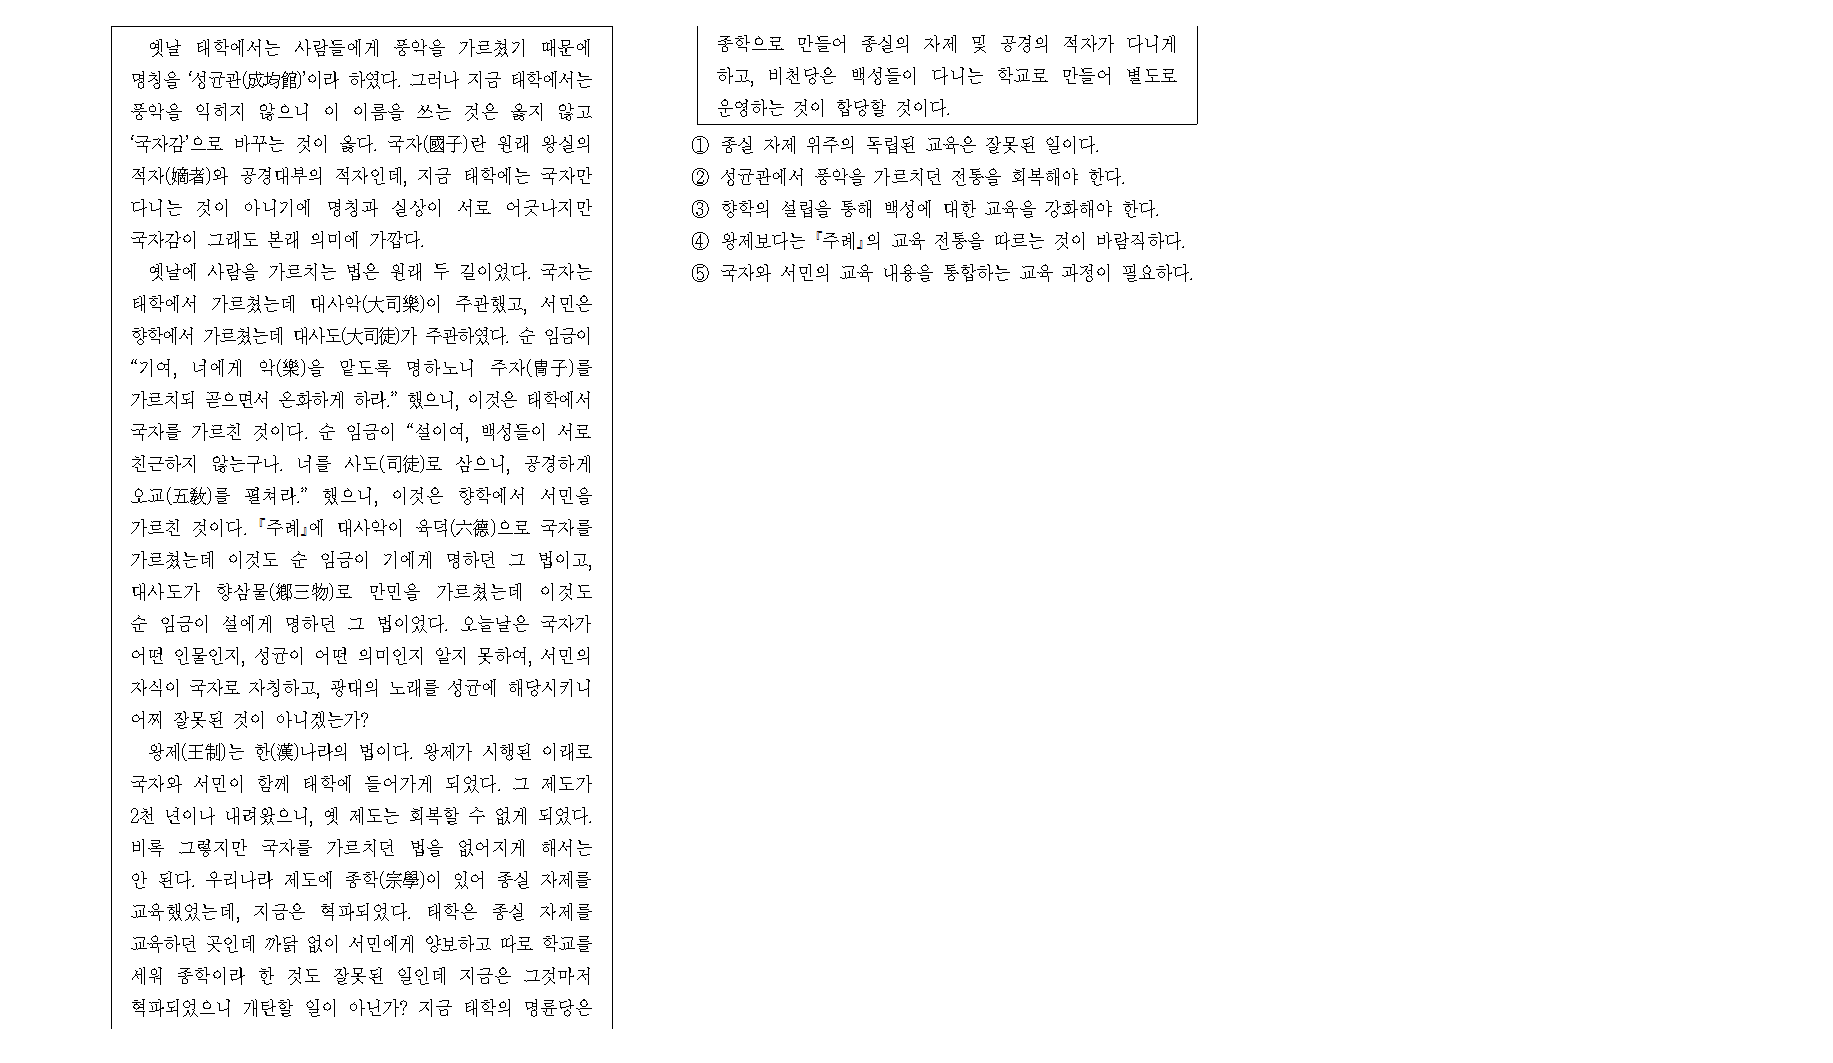 옛날 태학에서는 사람들에게 풍악을 가르쳤기 때문에
명칭을 ‘성균관(成均館)’이라 하였다. 그러나 지금 태학에서는
풍악을 익히지 않으니 이 이름을 쓰는 것은 옳지 않고
‘국자감’으로 바꾸는 것이 옳다. 국자(國子)란 원래 왕실의
적자(嫡者)와 공경대부의 적자인데, 지금 태학에는 국자만
다니는 것이 아니기에 명칭과 실상이 서로 어긋나지만
국자감이 그래도 본래 의미에 가깝다.
옛날에 사람을 가르치는 법은 원래 두 길이었다. 국자는
태학에서 가르쳤는데 대사악(大司樂)이 주관했고, 서민은
향학에서 가르쳤는데 대사도(大司徒)가 주관하였다. 순 임금이
“기여, 너에게 악(樂)을 맡도록 명하노니 주자(冑子)를
가르치되 곧으면서 온화하게 하라.” 했으니, 이것은 태학에서
국자를 가르친 것이다. 순 임금이 “설이여, 백성들이 서로
친근하지 않는구나. 너를 사도(司徒)로 삼으니, 공경하게
오교(五敎)를 펼쳐라.” 했으니, 이것은 향학에서 서민을
가르친 것이다. 『주례』에 대사악이 육덕(六德)으로 국자를
가르쳤는데 이것도 순 임금이 기에게 명하던 그 법이고,
대사도가 향삼물(鄕三物)로 만민을 가르쳤는데 이것도
순 임금이 설에게 명하던 그 법이었다. 오늘날은 국자가
어떤 인물인지, 성균이 어떤 의미인지 알지 못하여, 서민의
자식이 국자로 자칭하고, 광대의 노래를 성균에 해당시키니
어찌 잘못된 것이 아니겠는가?
왕제(王制)는 한(漢)나라의 법이다. 왕제가 시행된 이래로
국자와 서민이 함께 태학에 들어가게 되었다. 그 제도가
2천 년이나 내려왔으니, 옛 제도는 회복할 수 없게 되었다.
비록 그렇지만 국자를 가르치던 법을 없어지게 해서는
안 된다. 우리나라 제도에 종학(宗學)이 있어 종실 자제를
교육했었는데, 지금은 혁파되었다. 태학은 종실 자제를
교육하던 곳인데 까닭 없이 서민에게 양보하고 따로 학교를
세워 종학이라 한 것도 잘못된 일인데 지금은 그것마저
혁파되었으니 개탄할 일이 아닌가? 지금 태학의 명륜당은
종학으로 만들어 종실의 자제 및 공경의 적자가 다니게
하고, 비천당은 백성들이 다니는 학교로 만들어 별도로
운영하는 것이 합당할 것이다.
① 종실 자제 위주의 독립된 교육은 잘못된 일이다.
② 성균관에서 풍악을 가르치던 전통을 회복해야 한다.
③ 향학의 설립을 통해 백성에 대한 교육을 강화해야 한다.
④ 왕제보다는 『주례』의 교육 전통을 따르는 것이 바람직하다.
⑤ 국자와 서민의 교육 내용을 통합하는 교육 과정이 필요하다.